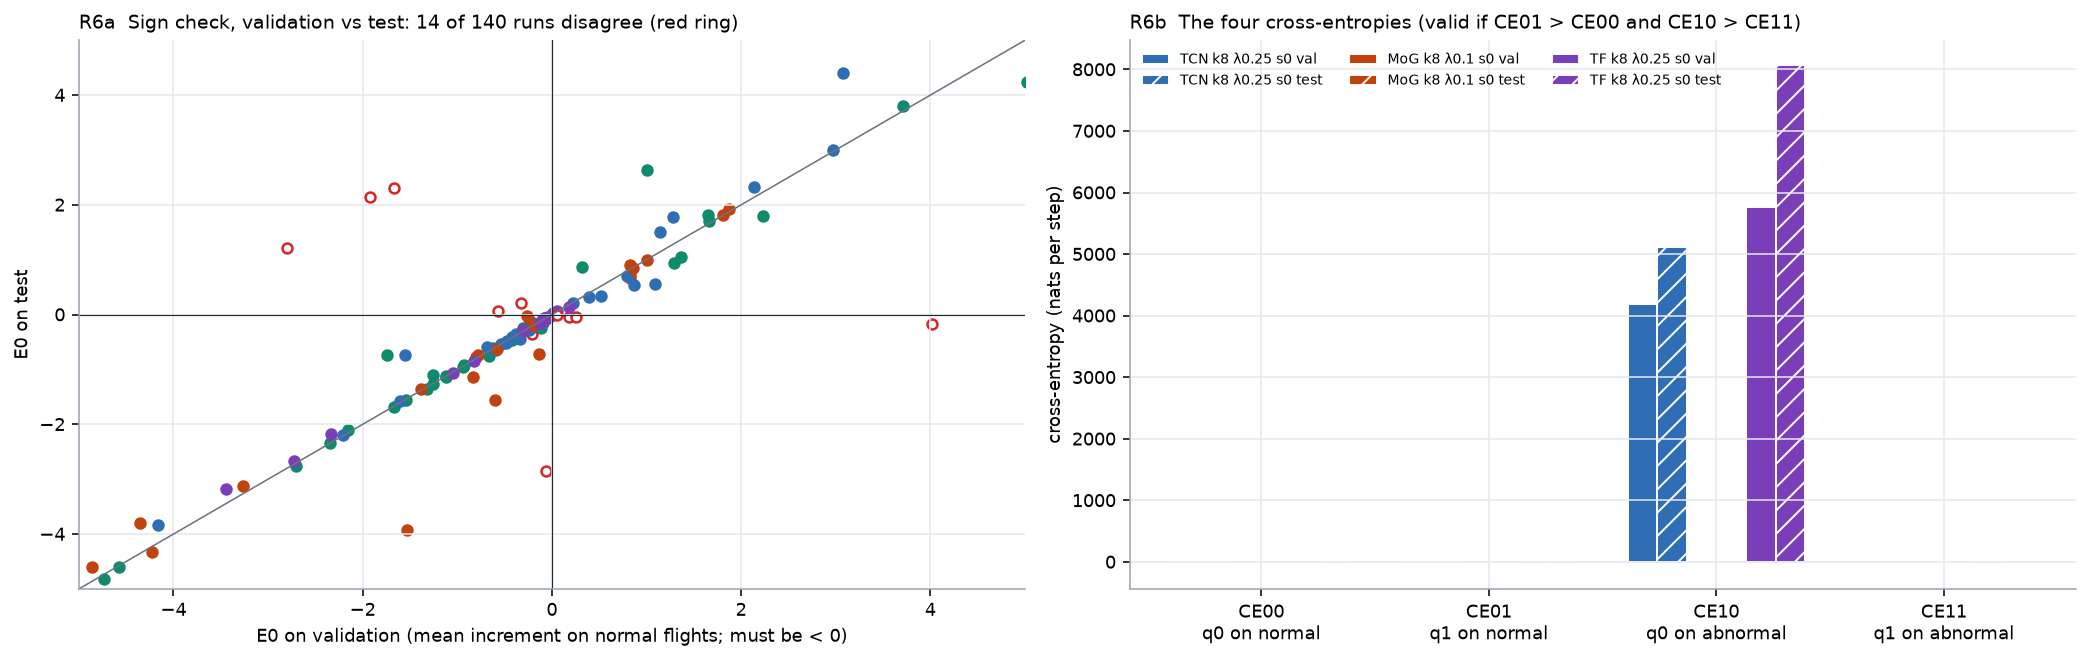 R6a  Sign check, validation vs test: 14 of 140 runs disagree (red ring)
E0 on test
4
2
0
−2
−4
−4
−2
0
2
4
E0 on validation (mean increment on normal flights; must be < 0)
R6b  The four cross-entropies (valid if CE01 > CE00 and CE10 > CE11)
TCN k8 λ0.25 s0 val
TCN k8 λ0.25 s0 test
MoG k8 λ0.1 s0 val
MoG k8 λ0.1 s0 test
TF k8 λ0.25 s0 val
TF k8 λ0.25 s0 test
cross-entropy (nats per step)
8000
7000
6000
5000
4000
3000
2000
1000
0
CE00
q0 on normal
CE01
q1 on normal
CE10
q0 on abnormal
CE11
q1 on abnormal